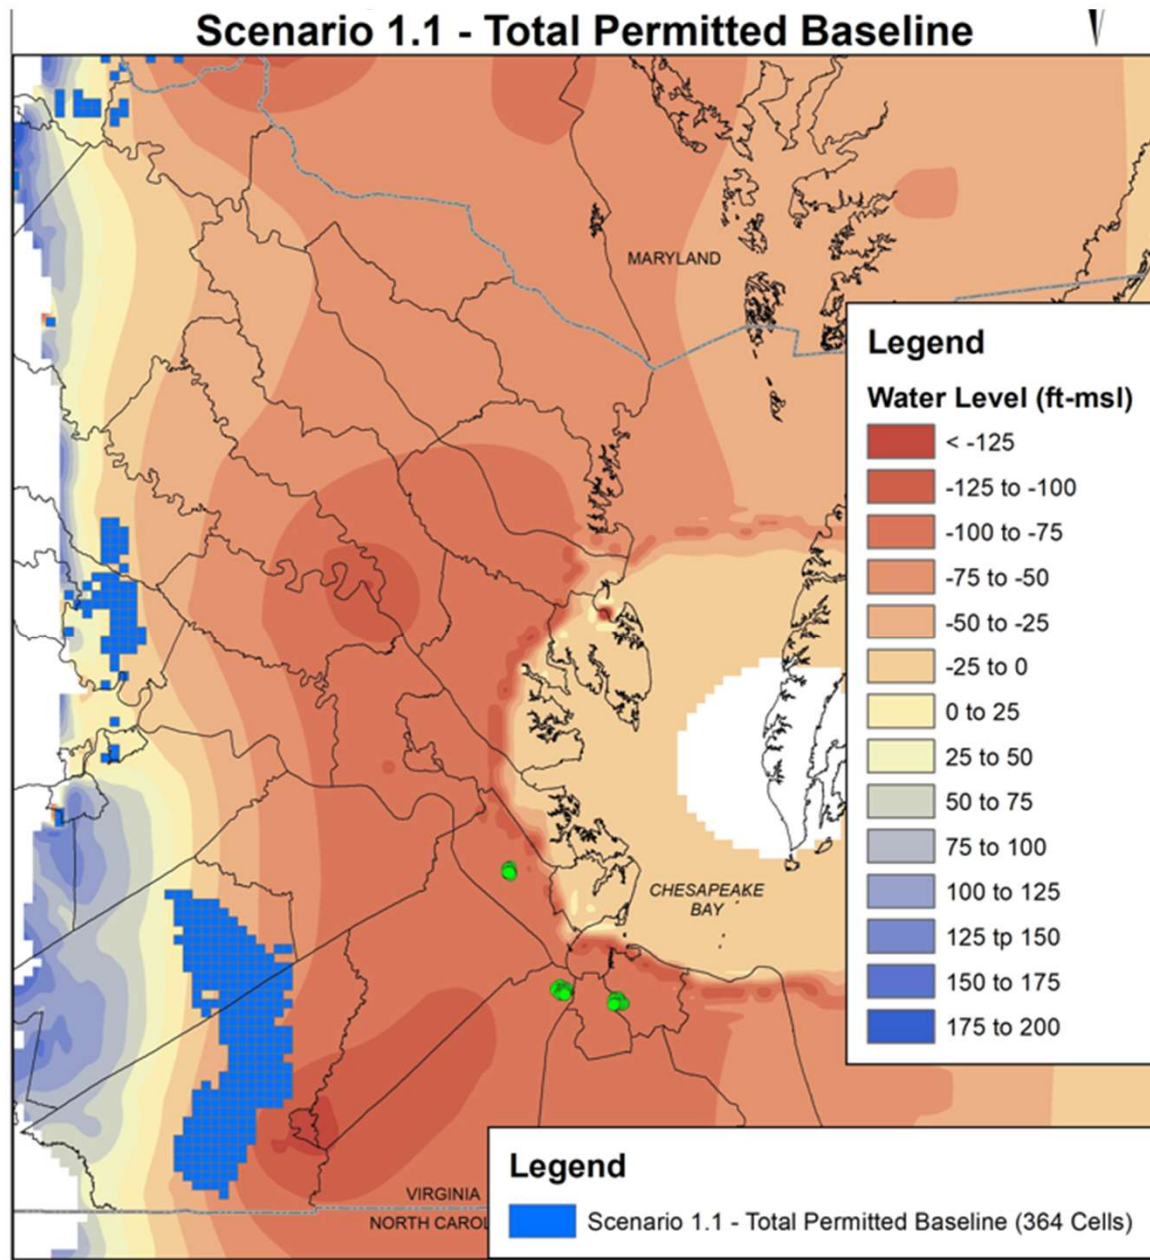 Scenario 1.1 - Total Permitted Baseline
MARYLAND
Legend
Water Level (ft-msl)
< -125
-125 to -100
-100 to -75
-75 to -50
-50 to -25
-25 to 0
0 to 25
25 to 50
50 to 75
75 to 100
100 to 125
125 tp 150
150 to 175
175 to 200
CHESAPEAKE
BAY
VIRGINIA
NORTH CAROL
Legend
Scenario 1.1 - Total Permitted Baseline (364 Cells)